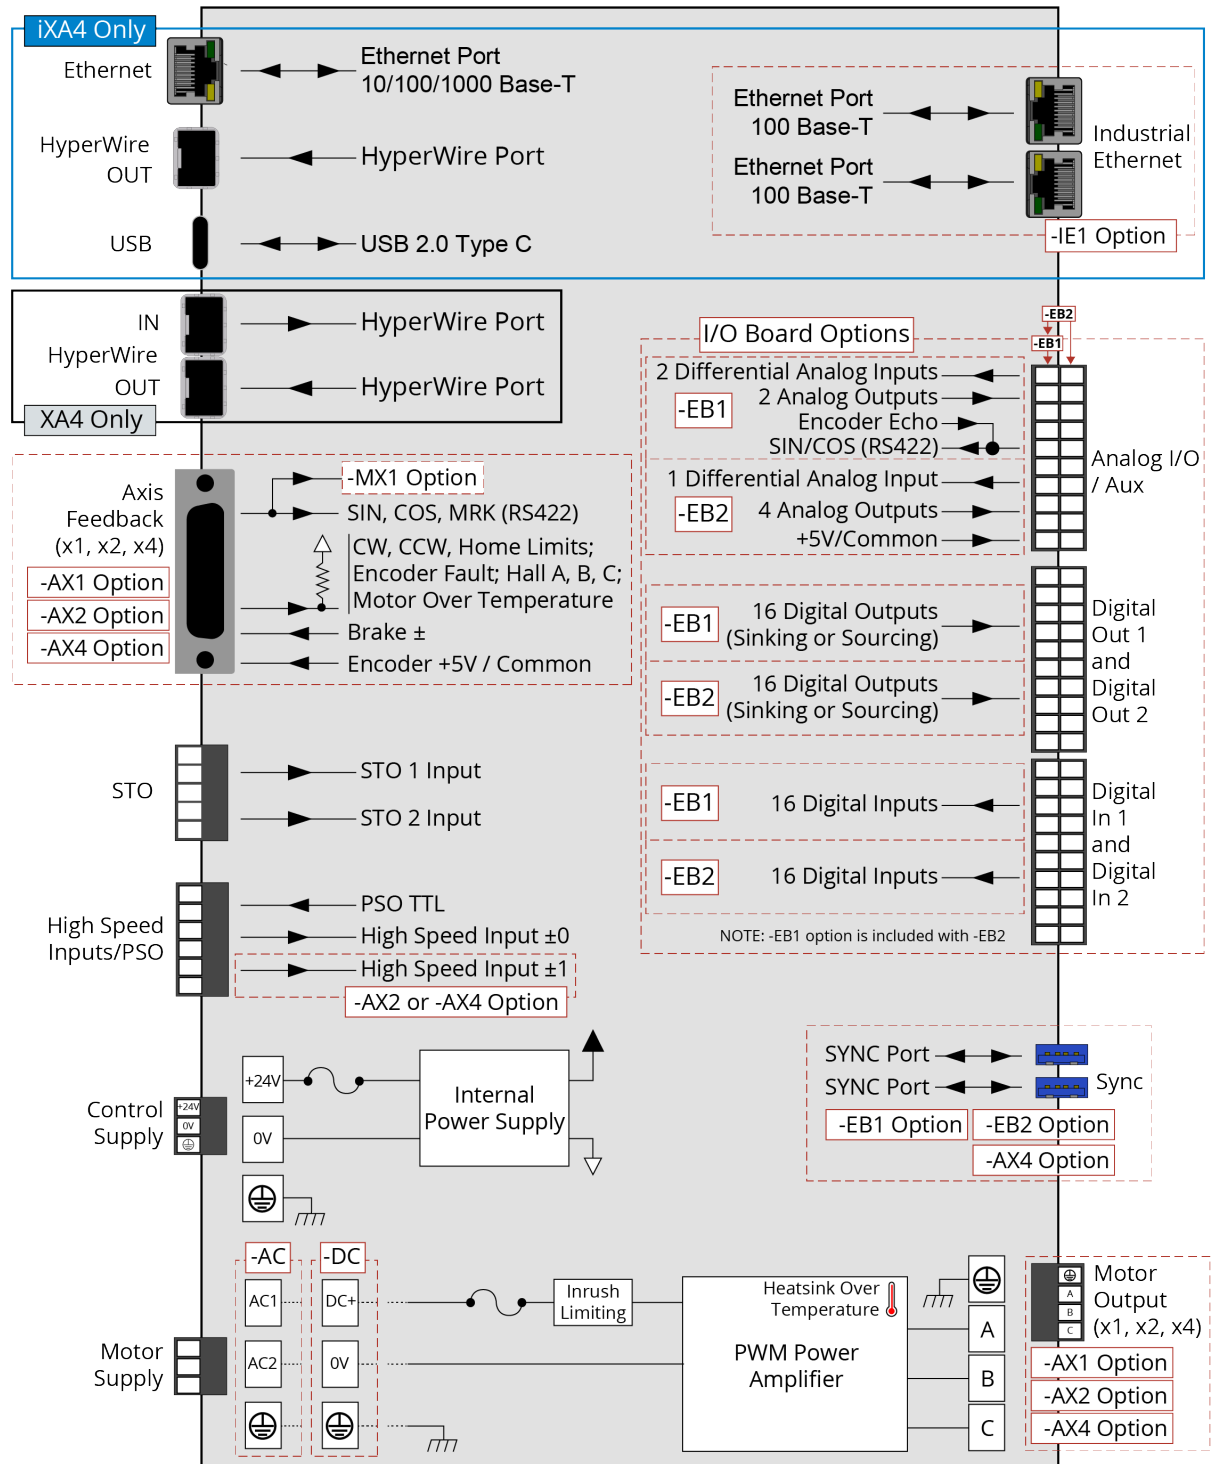 iXA4 Only
Ethernet
Ethernet Port
10/100/1000 Base-T
HyperWire
OUT
HyperWire Port
USB
USB 2.0 Type C
Ethernet Port
100 Base-T
Ethernet Port
100 Base-T
Industrial
Ethernet
-IE1 Option
IN
HyperWire Port
HyperWire
OUT
HyperWire Port
XA4 Only
Axis
Feedback
(x1, x2, x4)
-AX1 Option
-AX2 Option
-AX4 Option
-MX1 Option
SIN, COS, MRK (RS422)
CW, CCW, Home Limits;
Encoder Fault; Hall A, B, C;
Motor Over Temperature
Brake ±
Encoder +5V / Common
I/O Board Options
-EB2
-EB1
2 Differential Analog Inputs
2 Analog Outputs
-EB1
Encoder Echo
SIN/COS (RS422)
1 Differential Analog Input
-EB2
4 Analog Outputs
+5V/Common
Analog I/O
/ Aux
-EB1
16 Digital Outputs
(Sinking or Sourcing)
-EB2
16 Digital Outputs
(Sinking or Sourcing)
Digital
Out 1
and
Digital
Out 2
-EB1
16 Digital Inputs
-EB2
16 Digital Inputs
Digital
In 1
and
Digital
In 2
NOTE: -EB1 option is included with -EB2
STO
STO 1 Input
STO 2 Input
High Speed
Inputs/PSO
PSO TTL
High Speed Input ±0
High Speed Input ±1
-AX2 or -AX4 Option
SYNC Port
SYNC Port
Sync
-EB1 Option
-EB2 Option
-AX4 Option
Control
Supply
+24V
0V
+24V
0V
Internal
Power Supply
Motor
Supply
-AC
-DC
AC1
DC+
AC2
0V
Inrush
Limiting
Heatsink Over
Temperature
PWM Power
Amplifier
A
B
C
A
B
C
Motor
Output
(x1, x2, x4)
-AX1 Option
-AX2 Option
-AX4 Option